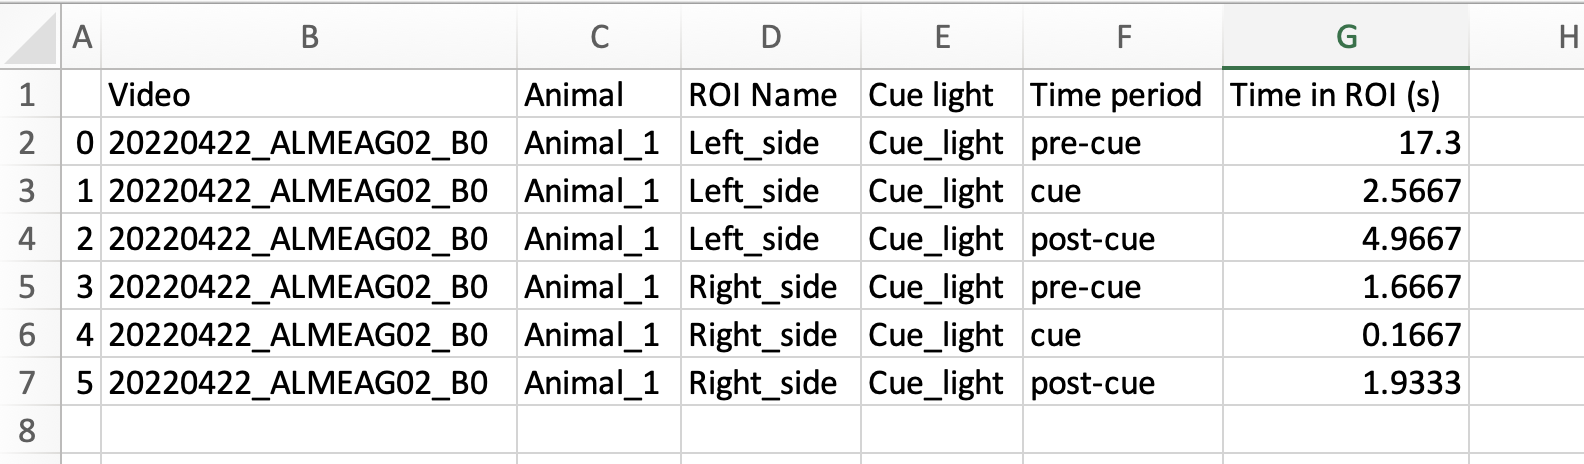 A B C D E F G H
1 Video Animal ROI Name Cue light Time period Time in ROI (s)
2 0 20220422_ALMEAG02_B0 Animal_1 Left_side Cue_light pre-cue 17.3
3 1 20220422_ALMEAG02_B0 Animal_1 Left_side Cue_light cue 2.5667
4 2 20220422_ALMEAG02_B0 Animal_1 Left_side Cue_light post-cue 4.9667
5 3 20220422_ALMEAG02_B0 Animal_1 Right_side Cue_light pre-cue 1.6667
6 4 20220422_ALMEAG02_B0 Animal_1 Right_side Cue_light cue 0.1667
7 5 20220422_ALMEAG02_B0 Animal_1 Right_side Cue_light post-cue 1.9333
8